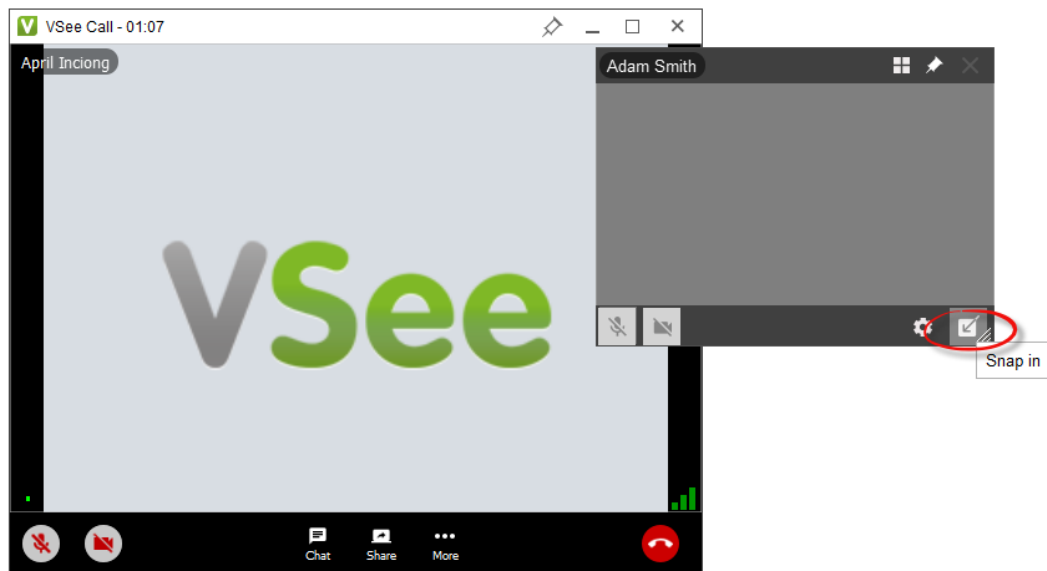 VSee Call - 01:07
April Inciong
Adam Smith
VSee
Snap in
Chat Share More